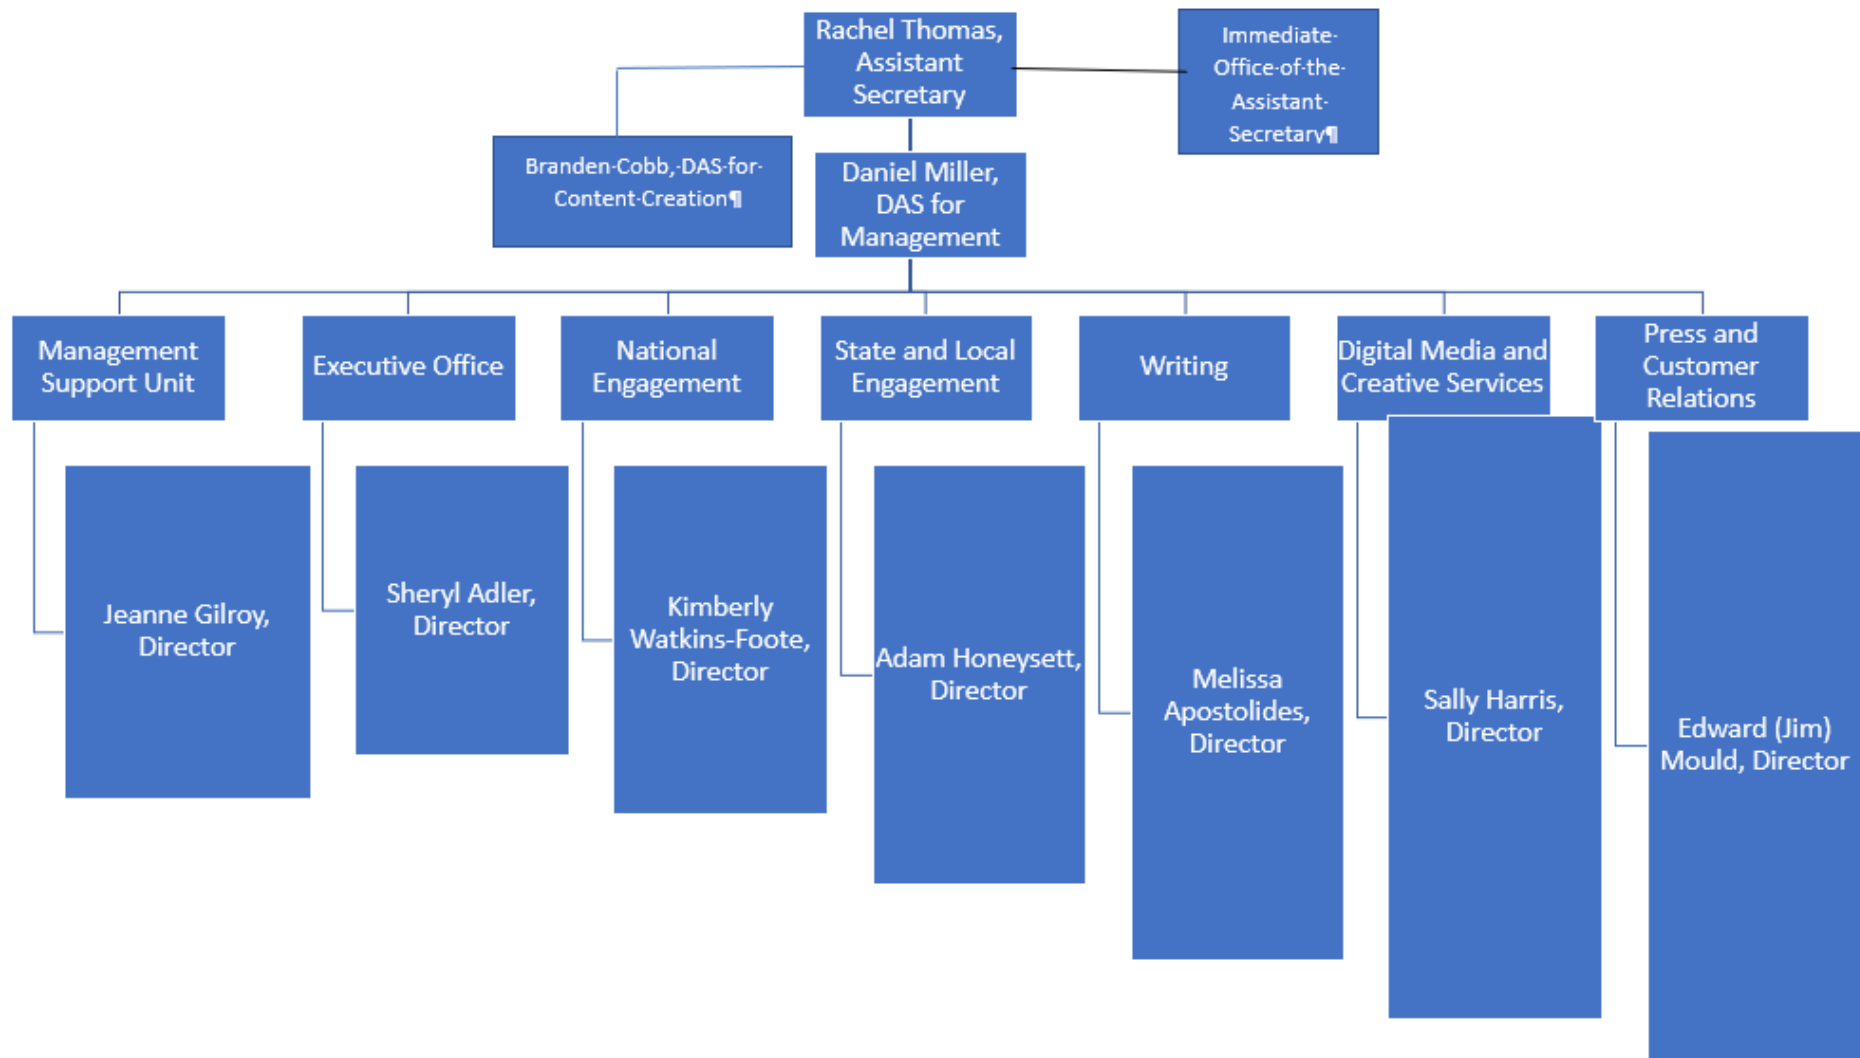 Rachel Thomas,
Assistant
Secretary
Immediate·
Office·of·the·
Assistant·
Secretary¶
Branden·Cobb,·DAS·for·
Content·Creation¶
Daniel Miller,
DAS for
Management
Management
Support Unit
Executive Office
National
Engagement
State and Local
Engagement
Writing
Digital Media and
Creative Services
Press and
Customer
Relations
Jeanne Gilroy,
Director
Sheryl Adler,
Director
Kimberly
Watkins-Foote,
Director
Adam Honeysett,
Director
Melissa
Apostolides,
Director
Sally Harris,
Director
Edward (Jim)
Mould, Director